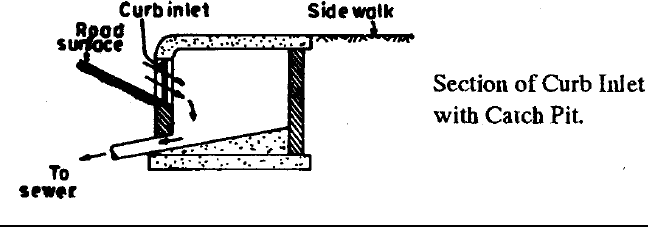 Curb inlet
Side walk
Road
surface
Section of Curb Inlet
with Catch Pit.
To
sewer